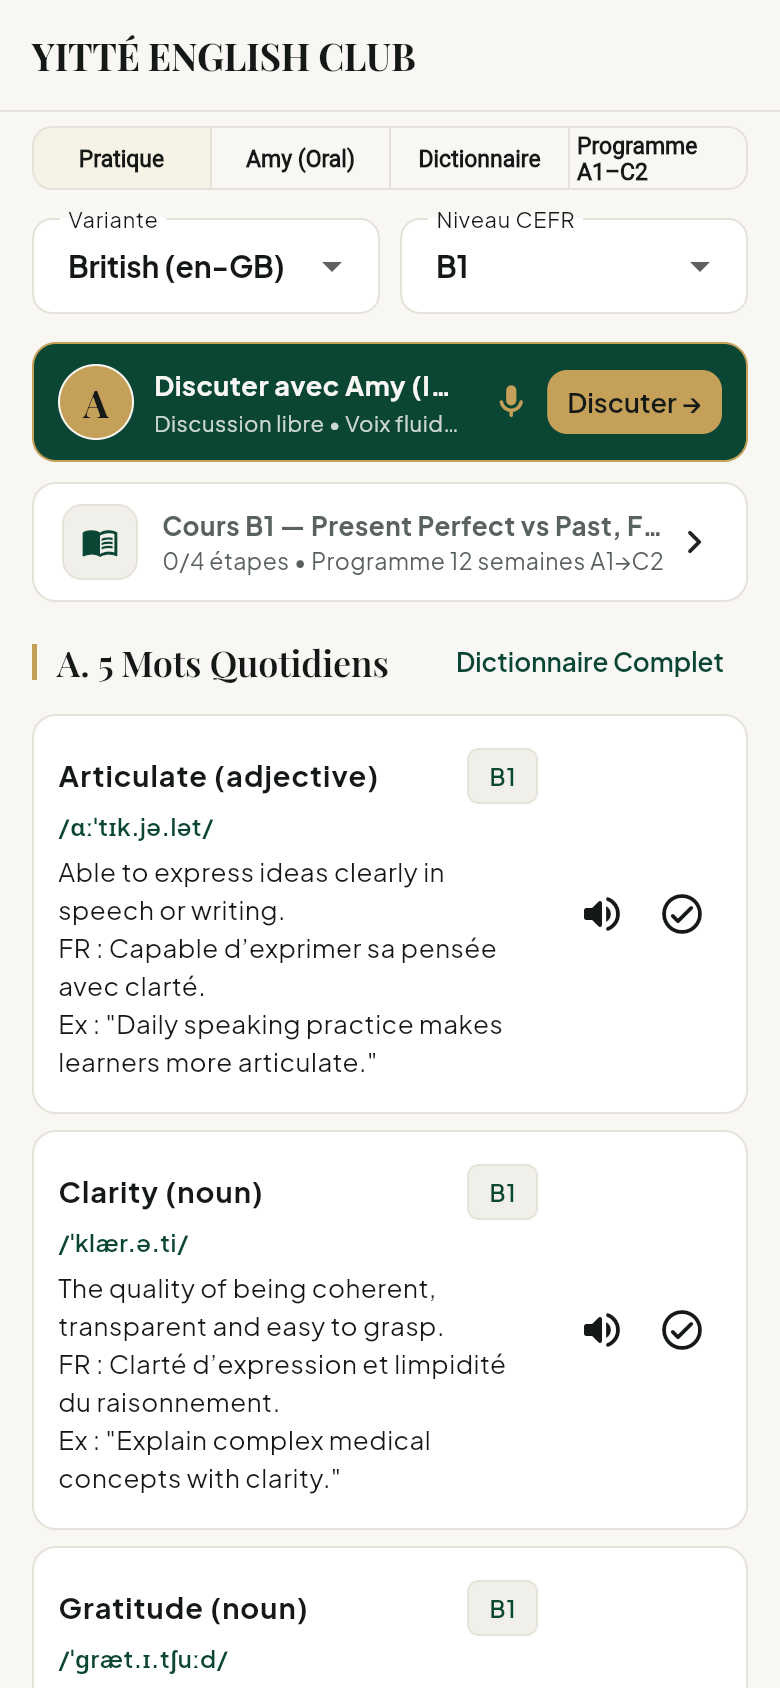 YITTÉ ENGLISH CLUB
Pratique
Amy (Oral)
Dictionnaire
Programme
A1–C2
Variante
British (en-GB)
Niveau CEFR
B1
A
Discuter avec Amy (I…
Discussion libre • Voix fluid…
Discuter →
Cours B1 — Present Perfect vs Past, F…
0/4 étapes • Programme 12 semaines A1→C2
A. 5 Mots Quotidiens
Dictionnaire Complet
Articulate (adjective)
B1
/ɑːˈtɪk.jə.lət/
Able to express ideas clearly in
speech or writing.
FR : Capable d’exprimer sa pensée
avec clarté.
Ex : "Daily speaking practice makes
learners more articulate."
Clarity (noun)
B1
/ˈklær.ə.ti/
The quality of being coherent,
transparent and easy to grasp.
FR : Clarté d’expression et limpidité
du raisonnement.
Ex : "Explain complex medical
concepts with clarity."
Gratitude (noun)
B1
/ˈɡræt.ɪ.tʃuːd/